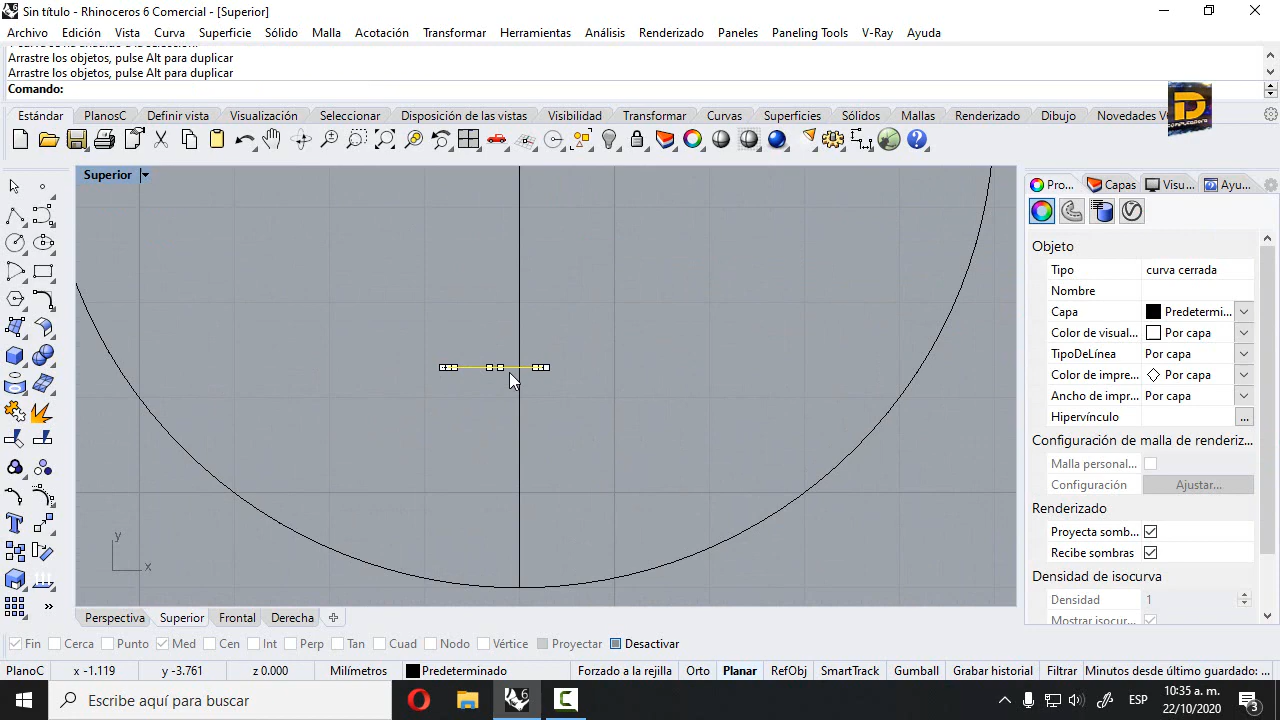 Sin título - Rhinoceros 6 Comercial - [Superior]
Archivo Edición Vista Curva Superficie Sólido Malla Acotación Transformar Herramientas Análisis Renderizado Paneles Paneling Tools V-Ray Ayuda
Arrastre los objetos, pulse Alt para duplicar
Arrastre los objetos, pulse Alt para duplicar
Comando:
Estándar PlanosC Definir vista Visualización Seleccionar Disposición de las vistas Visibilidad Transformar Curvas Superficies Sólidos Mallas Renderizado Dibujo Novedades V
Superior
Pro... Capas Visu... Ayu...
Objeto
Tipo curva cerrada
Nombre
Capa Predetermi...
Color de visual... Por capa
TipoDeLínea Por capa
Color de impre... Por capa
Ancho de impr... Por capa
Hipervínculo ...
Configuración de malla de renderiz...
Malla personal...
Configuración Ajustar...
Renderizado
Proyecta somb...
Recibe sombras
Densidad de isocurva
Densidad 1
Mostrar isocur...
y
x
Perspectiva Superior Frontal Derecha
Fin Cerca Punto Med Cen Int Perp Tan Cuad Nodo Vértice Proyectar Desactivar
PlanoC x -1.119 y -3.761 z 0.000 Milímetros Predeterminado Forzado a la rejilla Orto Planar RefObj SmartTrack Gumball Grabar historial Filtrar Minutos desde último guardado:
Escribe aquí para buscar
ESP
10:35 a. m.
22/10/2020
3